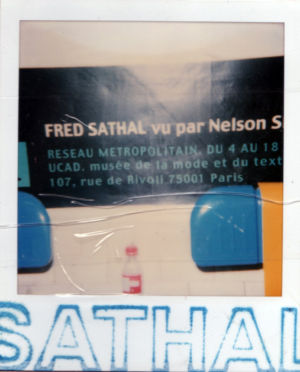 FRED SATHAL vu par Nelson S
RESEAU METROPOLITAIN. DU 4 AU 18
UCAD. musée de la mode et du text
107, rue de Rivoli 75001 Paris
SATHAL